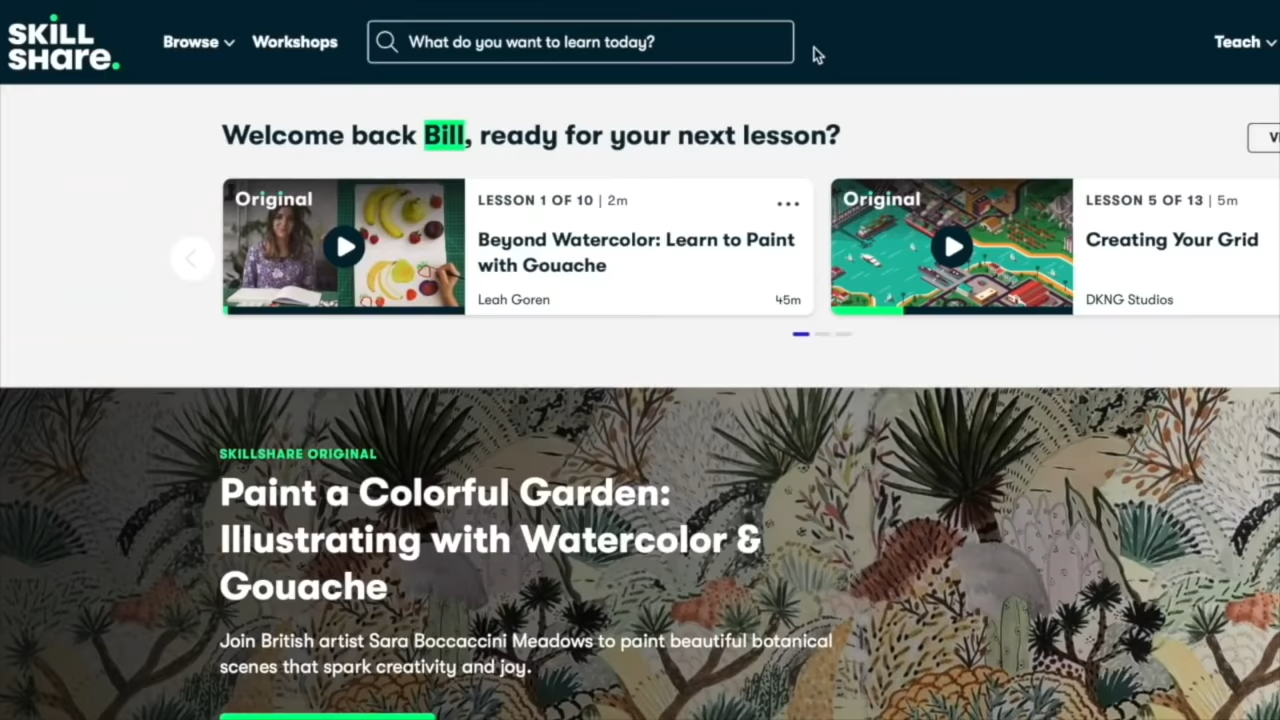 SKILL
SHare.
Browse
Workshops
What do you want to learn today?
Teach
Welcome back Bill, ready for your next lesson?
Original
LESSON 1 OF 10 | 2m
Beyond Watercolor: Learn to Paint
with Gouache
Leah Goren
45m
Original
LESSON 5 OF 13 | 5m
Creating Your Grid
DKNG Studios
SKILLSHARE ORIGINAL
Paint a Colorful Garden:
Illustrating with Watercolor &
Gouache
Join British artist Sara Boccaccini Meadows to paint beautiful botanical
scenes that spark creativity and joy.